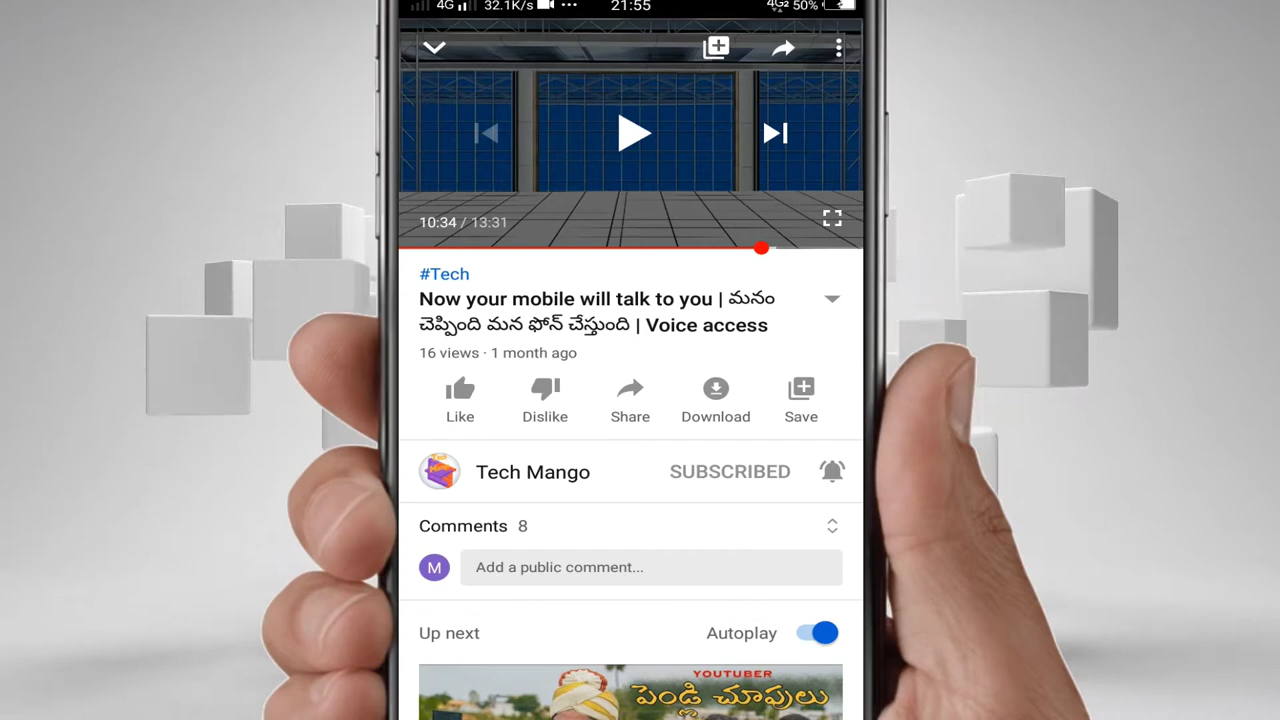 4G 32.1K/s 21:55 4G2 50%
10:34 / 13:31
#Tech
Now your mobile will talk to you | మనం
చెప్పింది మన ఫోన్ చేస్తుంది | Voice access
16 views · 1 month ago
Like Dislike Share Download Save
Tech Mango SUBSCRIBED
Comments 8
M Add a public comment...
Up next Autoplay
YOUTUBER
పెండ్లి చూపులు